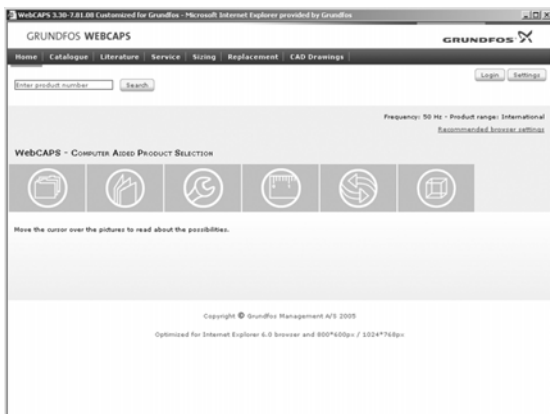 WebCAPS 3.30-7.81.08 Customized for Grundfos - Microsoft Internet Explorer provided by Grundfos
GRUNDFOS WEBCAPS
GRUNDFOS
Home Catalogue Literature Service Sizing Replacement CAD Drawings
Login Settings
Enter product number Search
Frequency: 50 Hz - Product range: International
Recommended browser settings
WebCAPS - Computer Aided Product Selection
Move the cursor over the pictures to read about the possibilities.
Copyright © Grundfos Management A/S 2005
Optimized for Internet Explorer 6.0 browser and 800*600px / 1024*768px